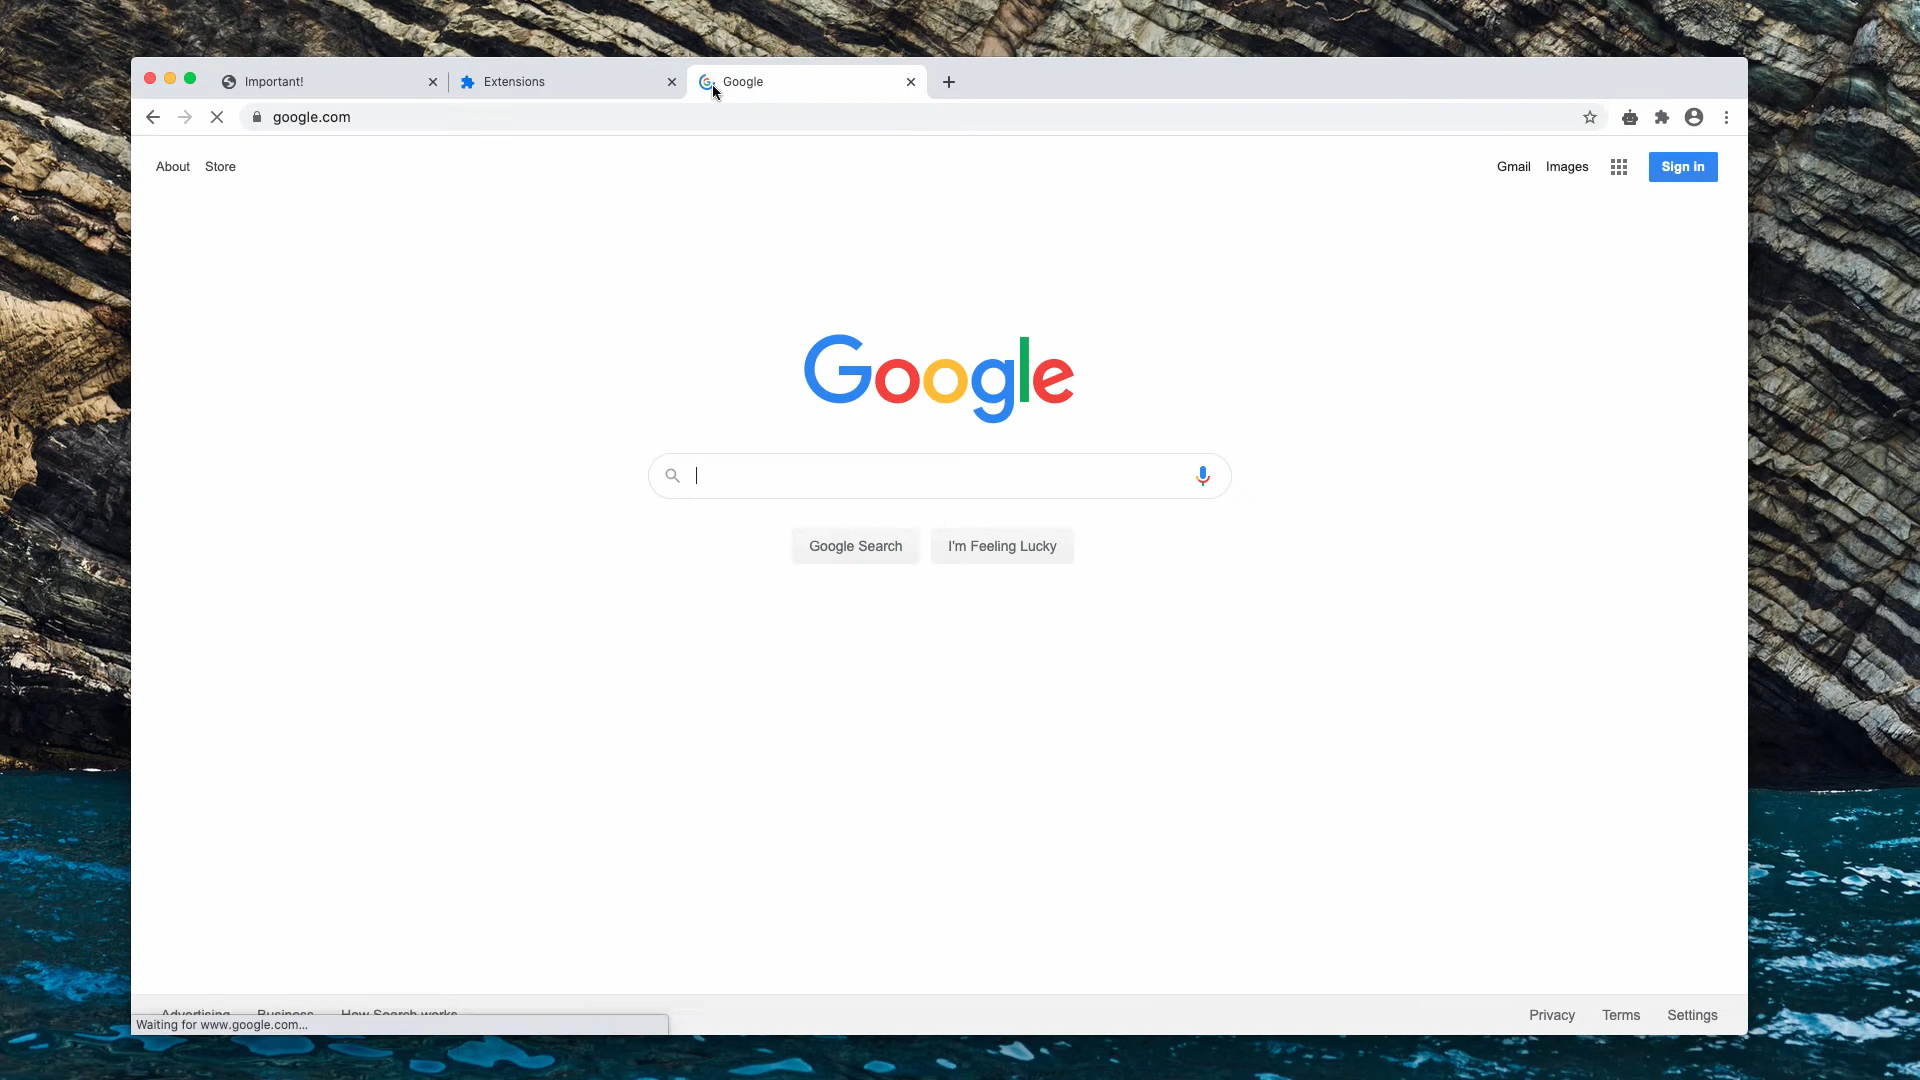 Important!
Extensions
Google
google.com
About Store
Gmail Images Sign in
Google
Google Search I'm Feeling Lucky
Advertising Business How Search works
Privacy Terms Settings
Waiting for www.google.com...